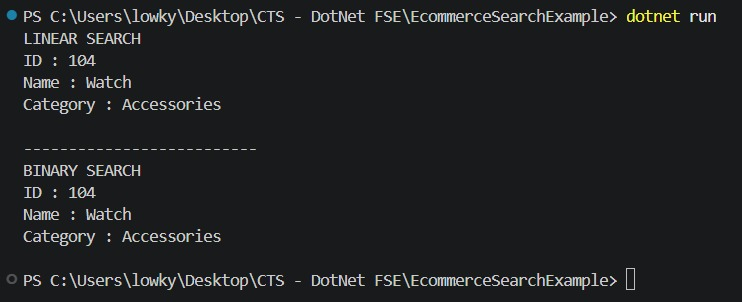 PS C:\Users\lowky\Desktop\CTS - DotNet FSE\EcommerceSearchExample> dotnet run
LINEAR SEARCH
ID : 104
Name : Watch
Category : Accessories
--------------------------
BINARY SEARCH
ID : 104
Name : Watch
Category : Accessories
PS C:\Users\lowky\Desktop\CTS - DotNet FSE\EcommerceSearchExample>